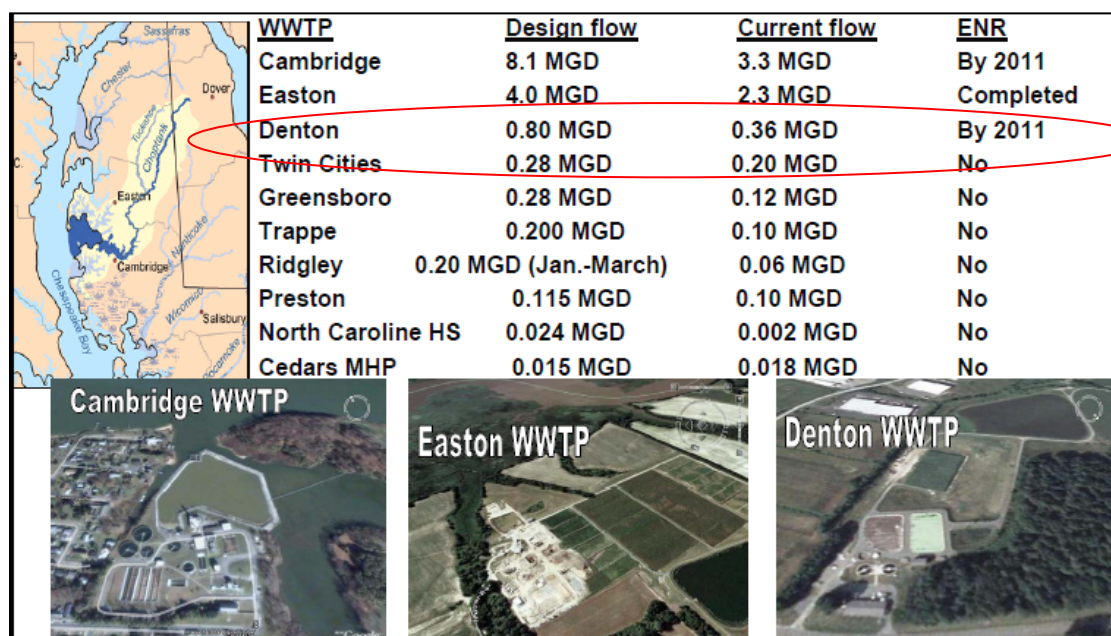 WWTP Design flow Current flow ENR
Cambridge 8.1 MGD 3.3 MGD By 2011
Easton 4.0 MGD 2.3 MGD Completed
Denton 0.80 MGD 0.36 MGD By 2011
Twin Cities 0.28 MGD 0.20 MGD No
Greensboro 0.28 MGD 0.12 MGD No
Trappe 0.200 MGD 0.10 MGD No
Ridgley 0.20 MGD (Jan.-March) 0.06 MGD No
Preston 0.115 MGD 0.10 MGD No
North Caroline HS 0.024 MGD 0.002 MGD No
Cedars MHP 0.015 MGD 0.018 MGD No
Sassafras
Chester
Dover
Tuckahoe
Choptank
Easton
Nanticoke
Cambridge
Chesapeake Bay
Wicomico
Salisbury
Cambridge WWTP
Easton WWTP
Denton WWTP